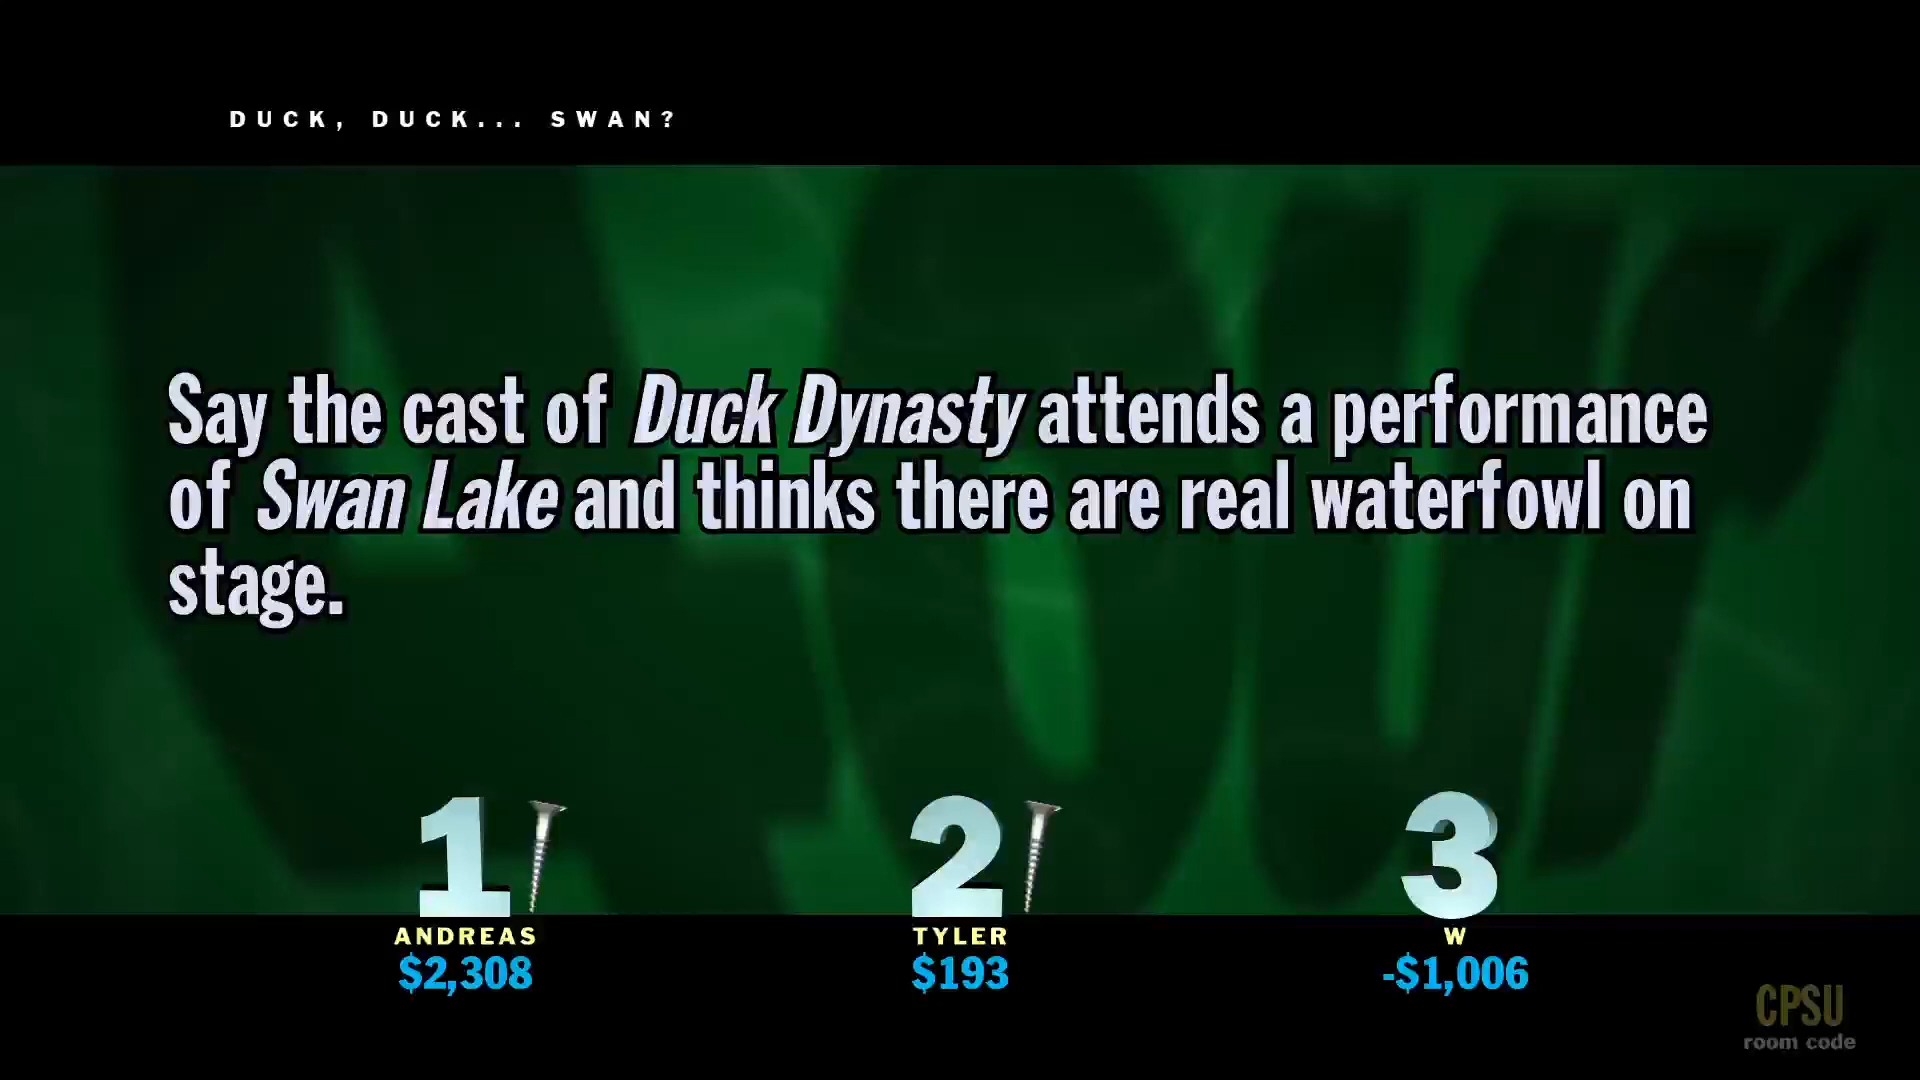 DUCK, DUCK... SWAN?
Say the cast of Duck Dynasty attends a performance
of Swan Lake and thinks there are real waterfowl on
stage.
1 2 3
ANDREAS TYLER W
$2,308 $193 -$1,006
CPSU
room code